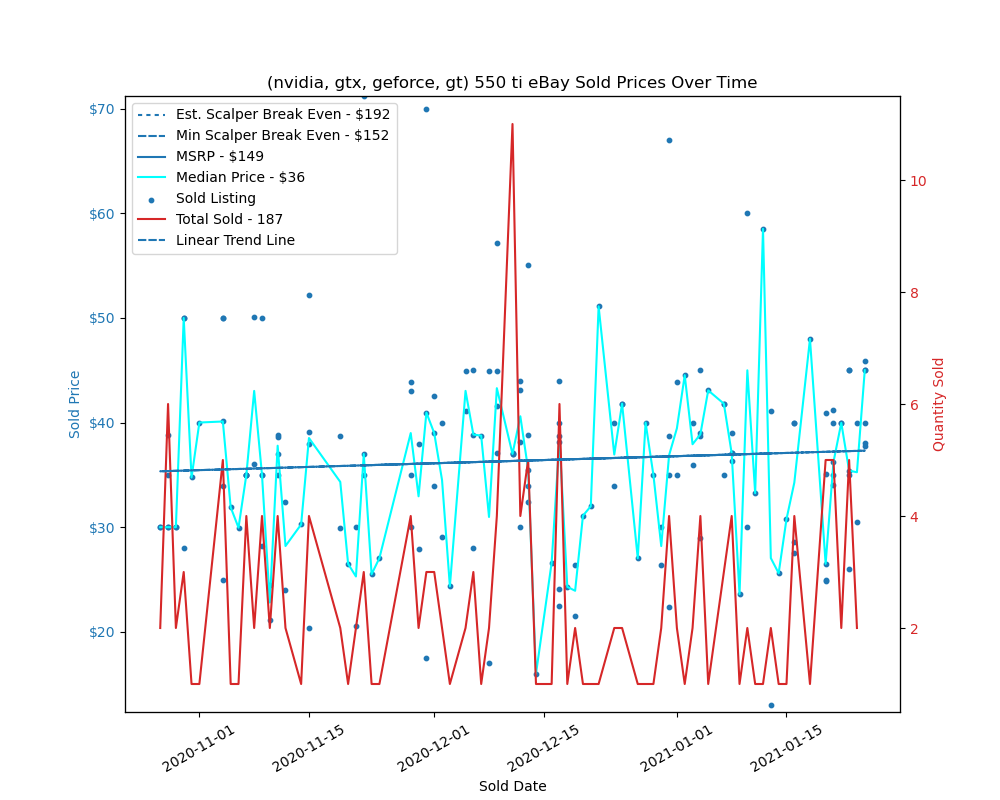 (nvidia, gtx, geforce, gt) 550 ti eBay Sold Prices Over Time
Est. Scalper Break Even - $192
Min Scalper Break Even - $152
MSRP - $149
Median Price - $36
Sold Listing
Total Sold - 187
Linear Trend Line
$70
$60
$50
$40
$30
$20
Sold Price
10
8
6
4
2
Quantity Sold
2020-11-01
2020-11-15
2020-12-01
2020-12-15
2021-01-01
2021-01-15
Sold Date